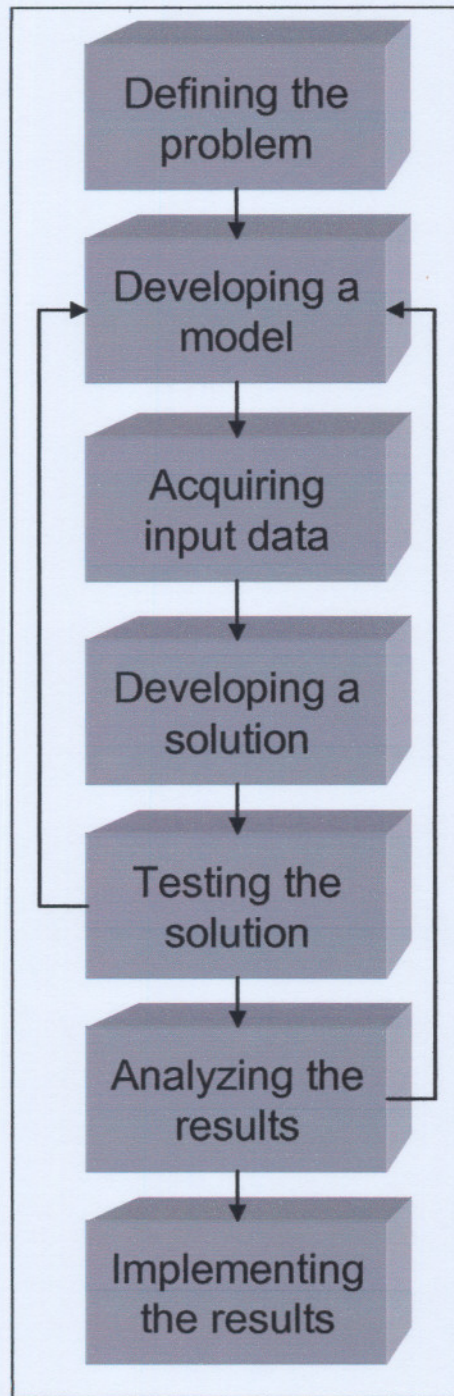 Defining the
problem
Developing a
model
Acquiring
input data
Developing a
solution
Testing the
solution
Analyzing the
results
Implementing
the results